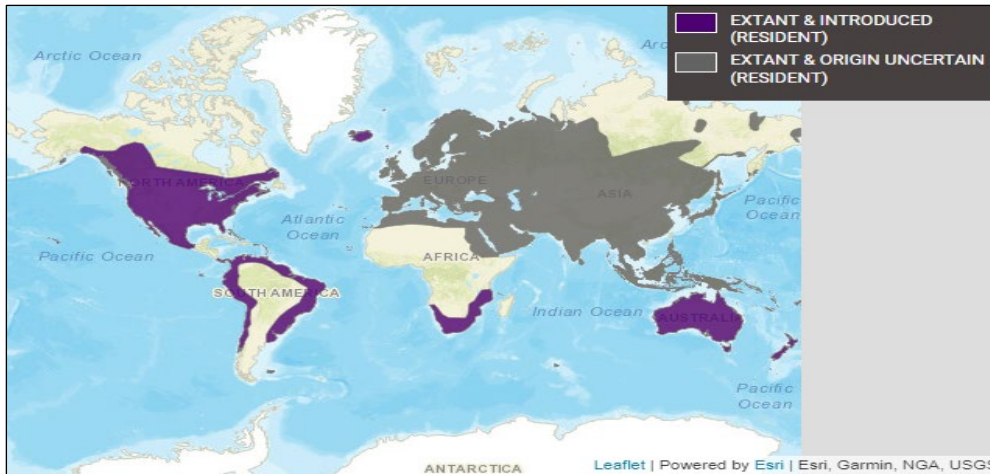 EXTANT & INTRODUCED
(RESIDENT)
EXTANT & ORIGIN UNCERTAIN
(RESIDENT)
Arctic Ocean
Arc
NORTH AMERICA
EUROPE
ASIA
Atlantic
Ocean
Pacific
Ocean
Pacific Ocean
AFRICA
SOUTH AMERICA
Indian Ocean
AUSTRALIA
Pacific
Ocean
ANTARCTICA
Leaflet | Powered by Esri | Esri, Garmin, NGA, USGS